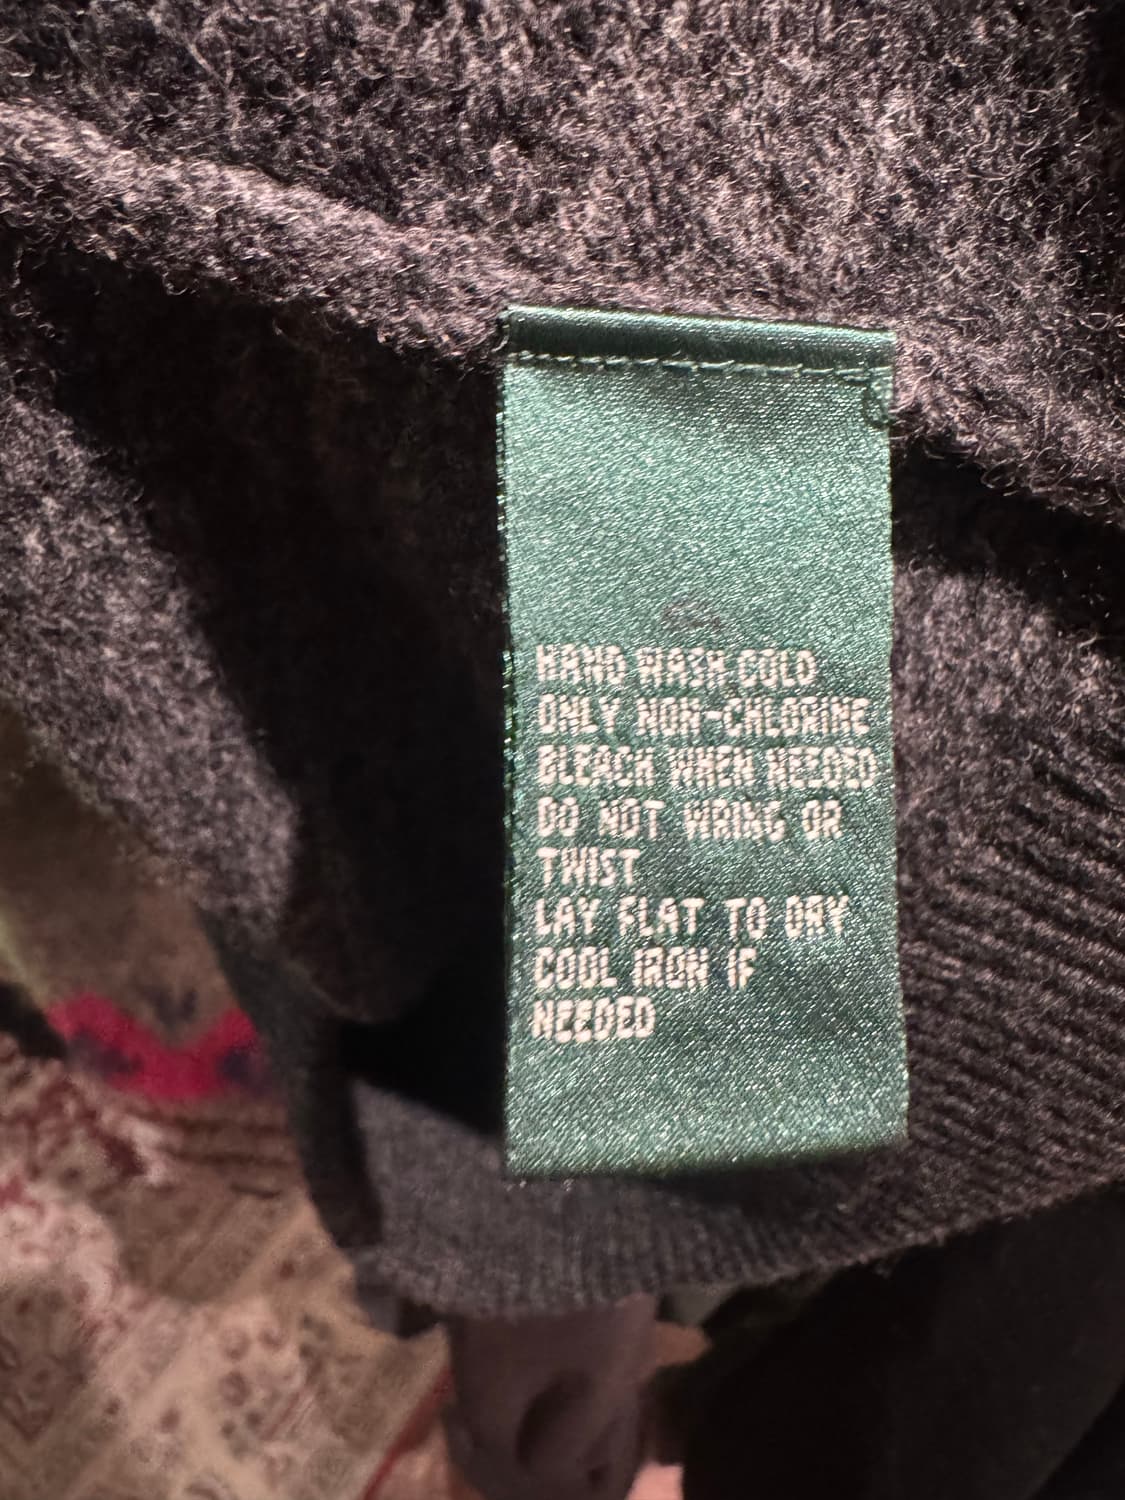 HAND WASH COLD
ONLY NON-CHLORINE
BLEACH WHEN NEEDED
DO NOT WRING OR
TWIST
LAY FLAT TO DRY
COOL IRON IF
NEEDED